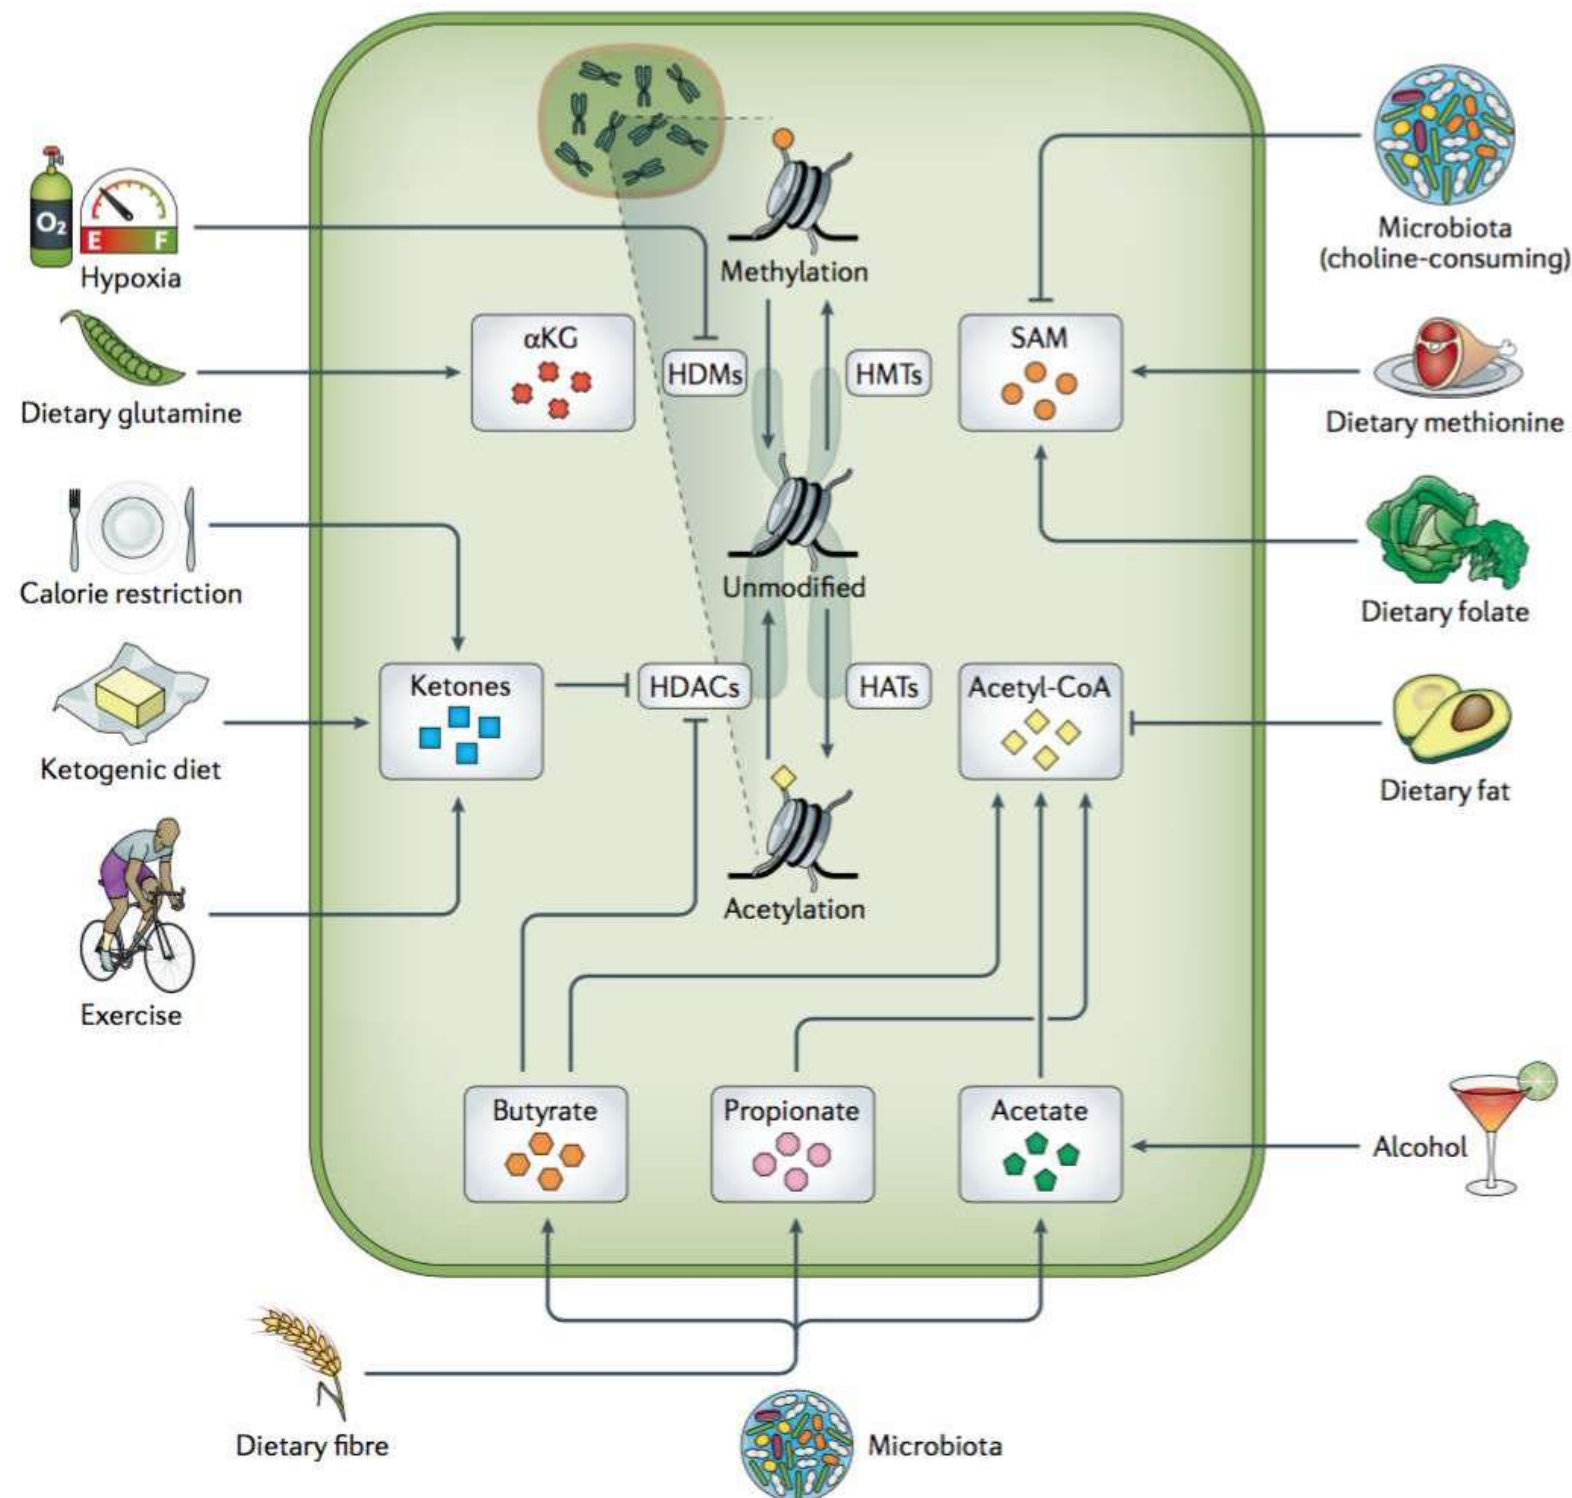 O₂
E F
Hypoxia
Dietary glutamine
Calorie restriction
Ketogenic diet
Exercise
Dietary fibre
Methylation
αKG
HDMs
HMTs
SAM
Unmodified
Ketones
HDACs
HATs
Acetyl-CoA
Acetylation
Butyrate
Propionate
Acetate
Microbiota
(choline-consuming)
Dietary methionine
Dietary folate
Dietary fat
Alcohol
Microbiota